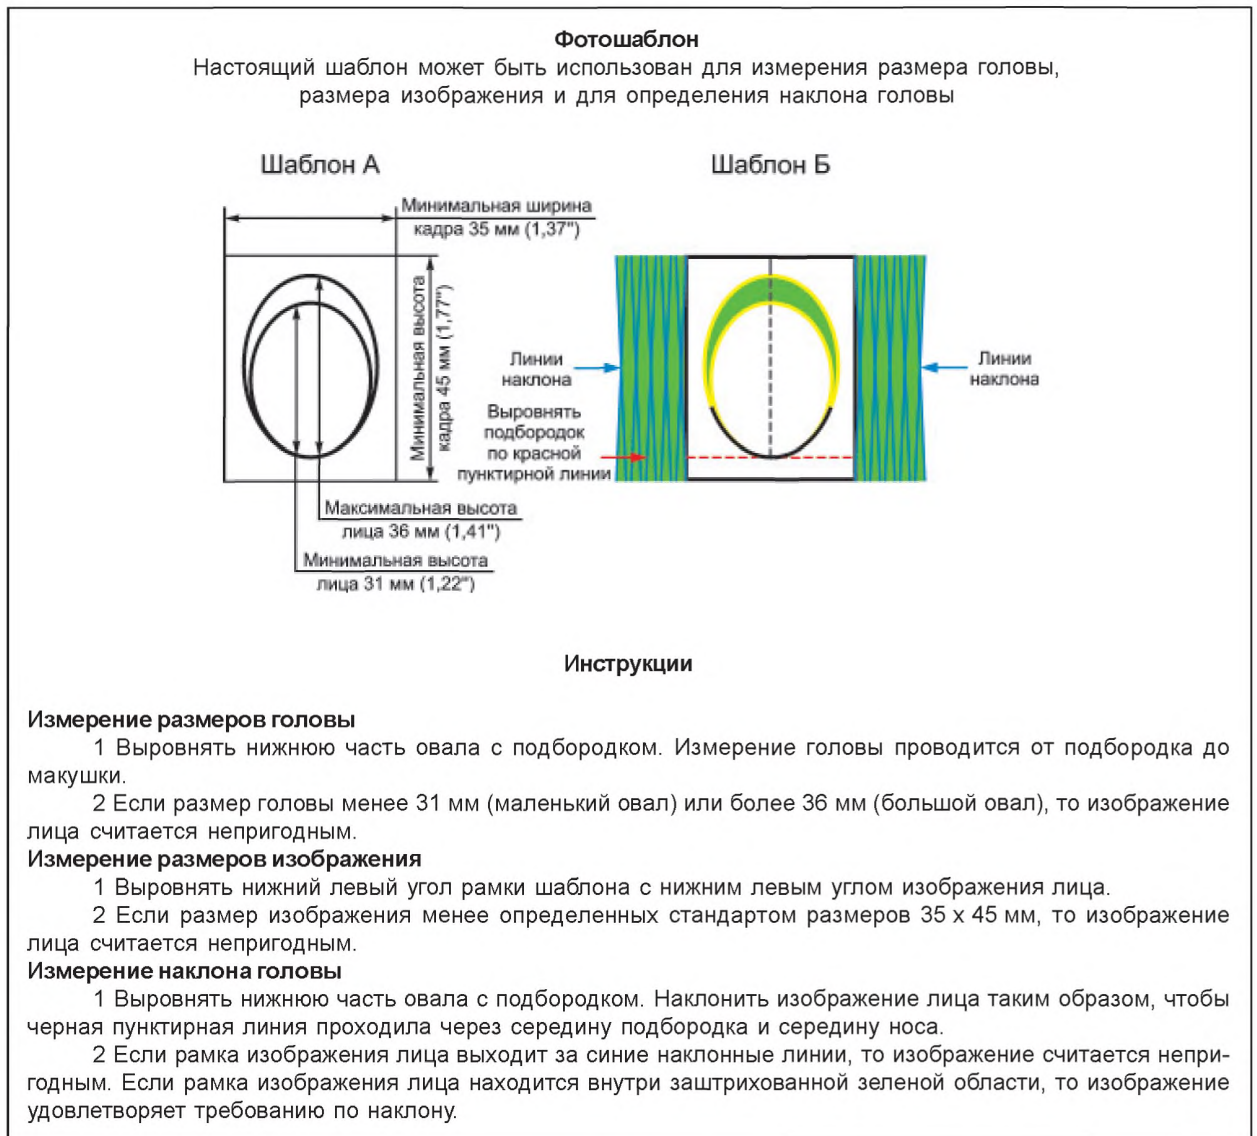 Фотошаблон
Настоящий шаблон может быть использован для измерения размера головы,
размера изображения и для определения наклона головы
Шаблон А
Шаблон Б
Минимальная ширина
кадра 35 мм (1,37")
Минимальная высота
кадра 45 мм (1,77")
Линии
наклона
Линии
наклона
Выровнять
подбородок
по красной
пунктирной линии
Максимальная высота
лица 36 мм (1,41")
Минимальная высота
лица 31 мм (1,22")
Инструкции
Измерение размеров головы
1 Выровнять нижнюю часть овала с подбородком. Измерение головы проводится от подбородка до
макушки.
2 Если размер головы менее 31 мм (маленький овал) или более 36 мм (большой овал), то изображение
лица считается непригодным.
Измерение размеров изображения
1 Выровнять нижний левый угол рамки шаблона с нижним левым углом изображения лица.
2 Если размер изображения менее определенных стандартом размеров 35 х 45 мм, то изображение
лица считается непригодным.
Измерение наклона головы
1 Выровнять нижнюю часть овала с подбородком. Наклонить изображение лица таким образом, чтобы
черная пунктирная линия проходила через середину подбородка и середину носа.
2 Если рамка изображения лица выходит за синие наклонные линии, то изображение считается непри-
годным. Если рамка изображения лица находится внутри заштрихованной зеленой области, то изображение
удовлетворяет требованию по наклону.